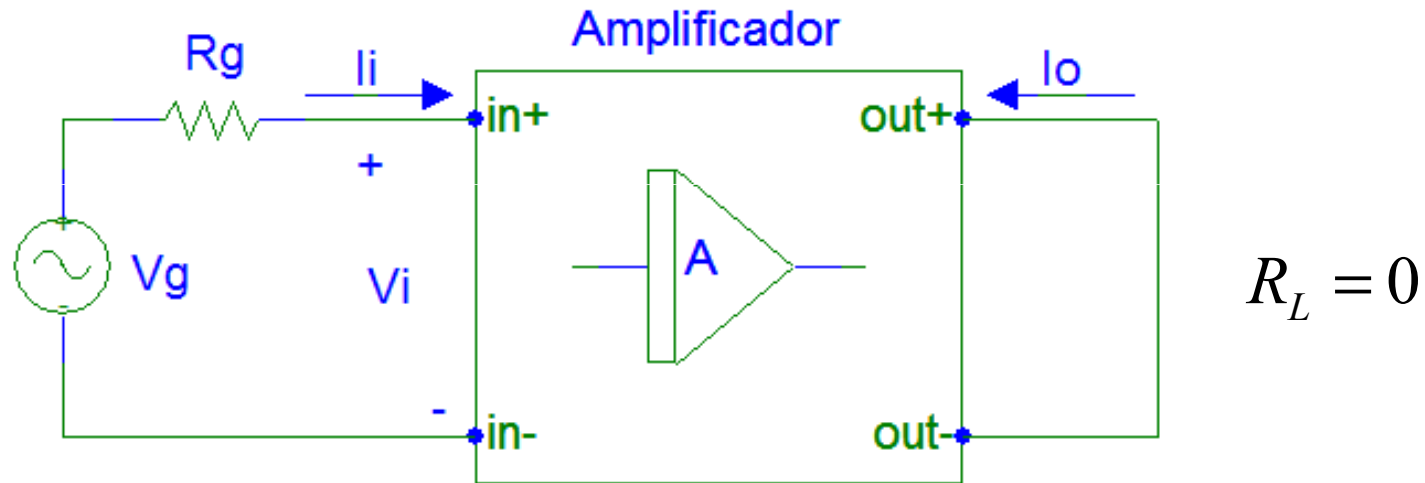 Amplificador
Rg
Ii
Io
in+
out+
+
+
Vg
Vi
A
R_L = 0
-
-
in-
out-